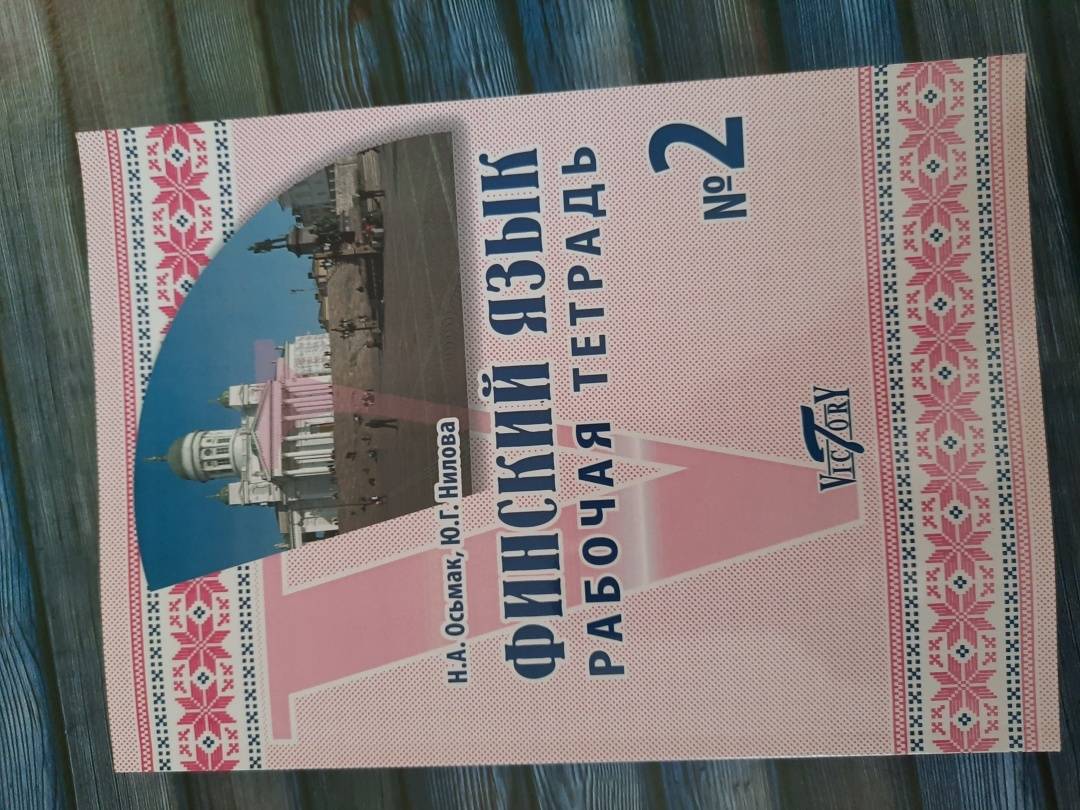 Н.А. Осьмак, Ю.Г. Нилова
ФИНСКИЙ ЯЗЫК
РАБОЧАЯ ТЕТРАДЬ
№2
VICTORY